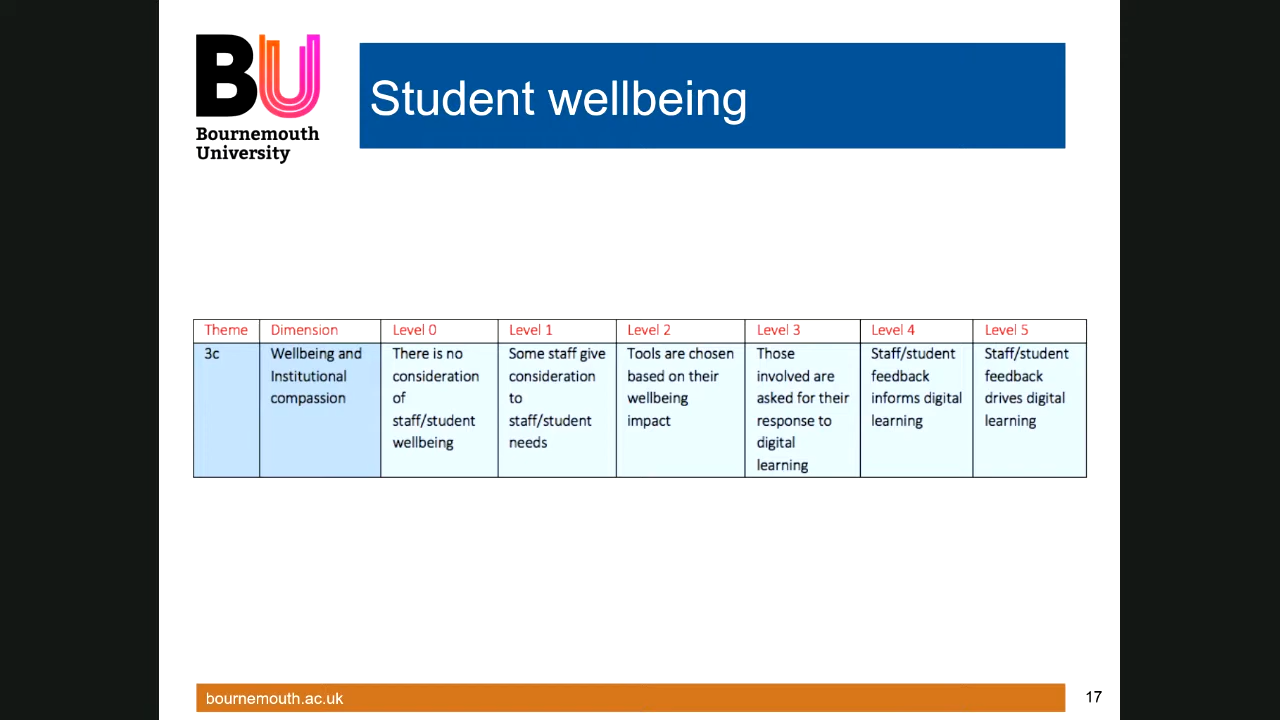 BU
Bournemouth
University
Student wellbeing
Theme
Dimension
Level 0
Level 1
Level 2
Level 3
Level 4
Level 5
3c
Wellbeing and
Institutional
compassion
There is no
consideration
of
staff/student
wellbeing
Some staff give
consideration
to
staff/student
needs
Tools are chosen
based on their
wellbeing
impact
Those
involved are
asked for their
response to
digital
learning
Staff/student
feedback
informs digital
learning
Staff/student
feedback
drives digital
learning
bournemouth.ac.uk
17